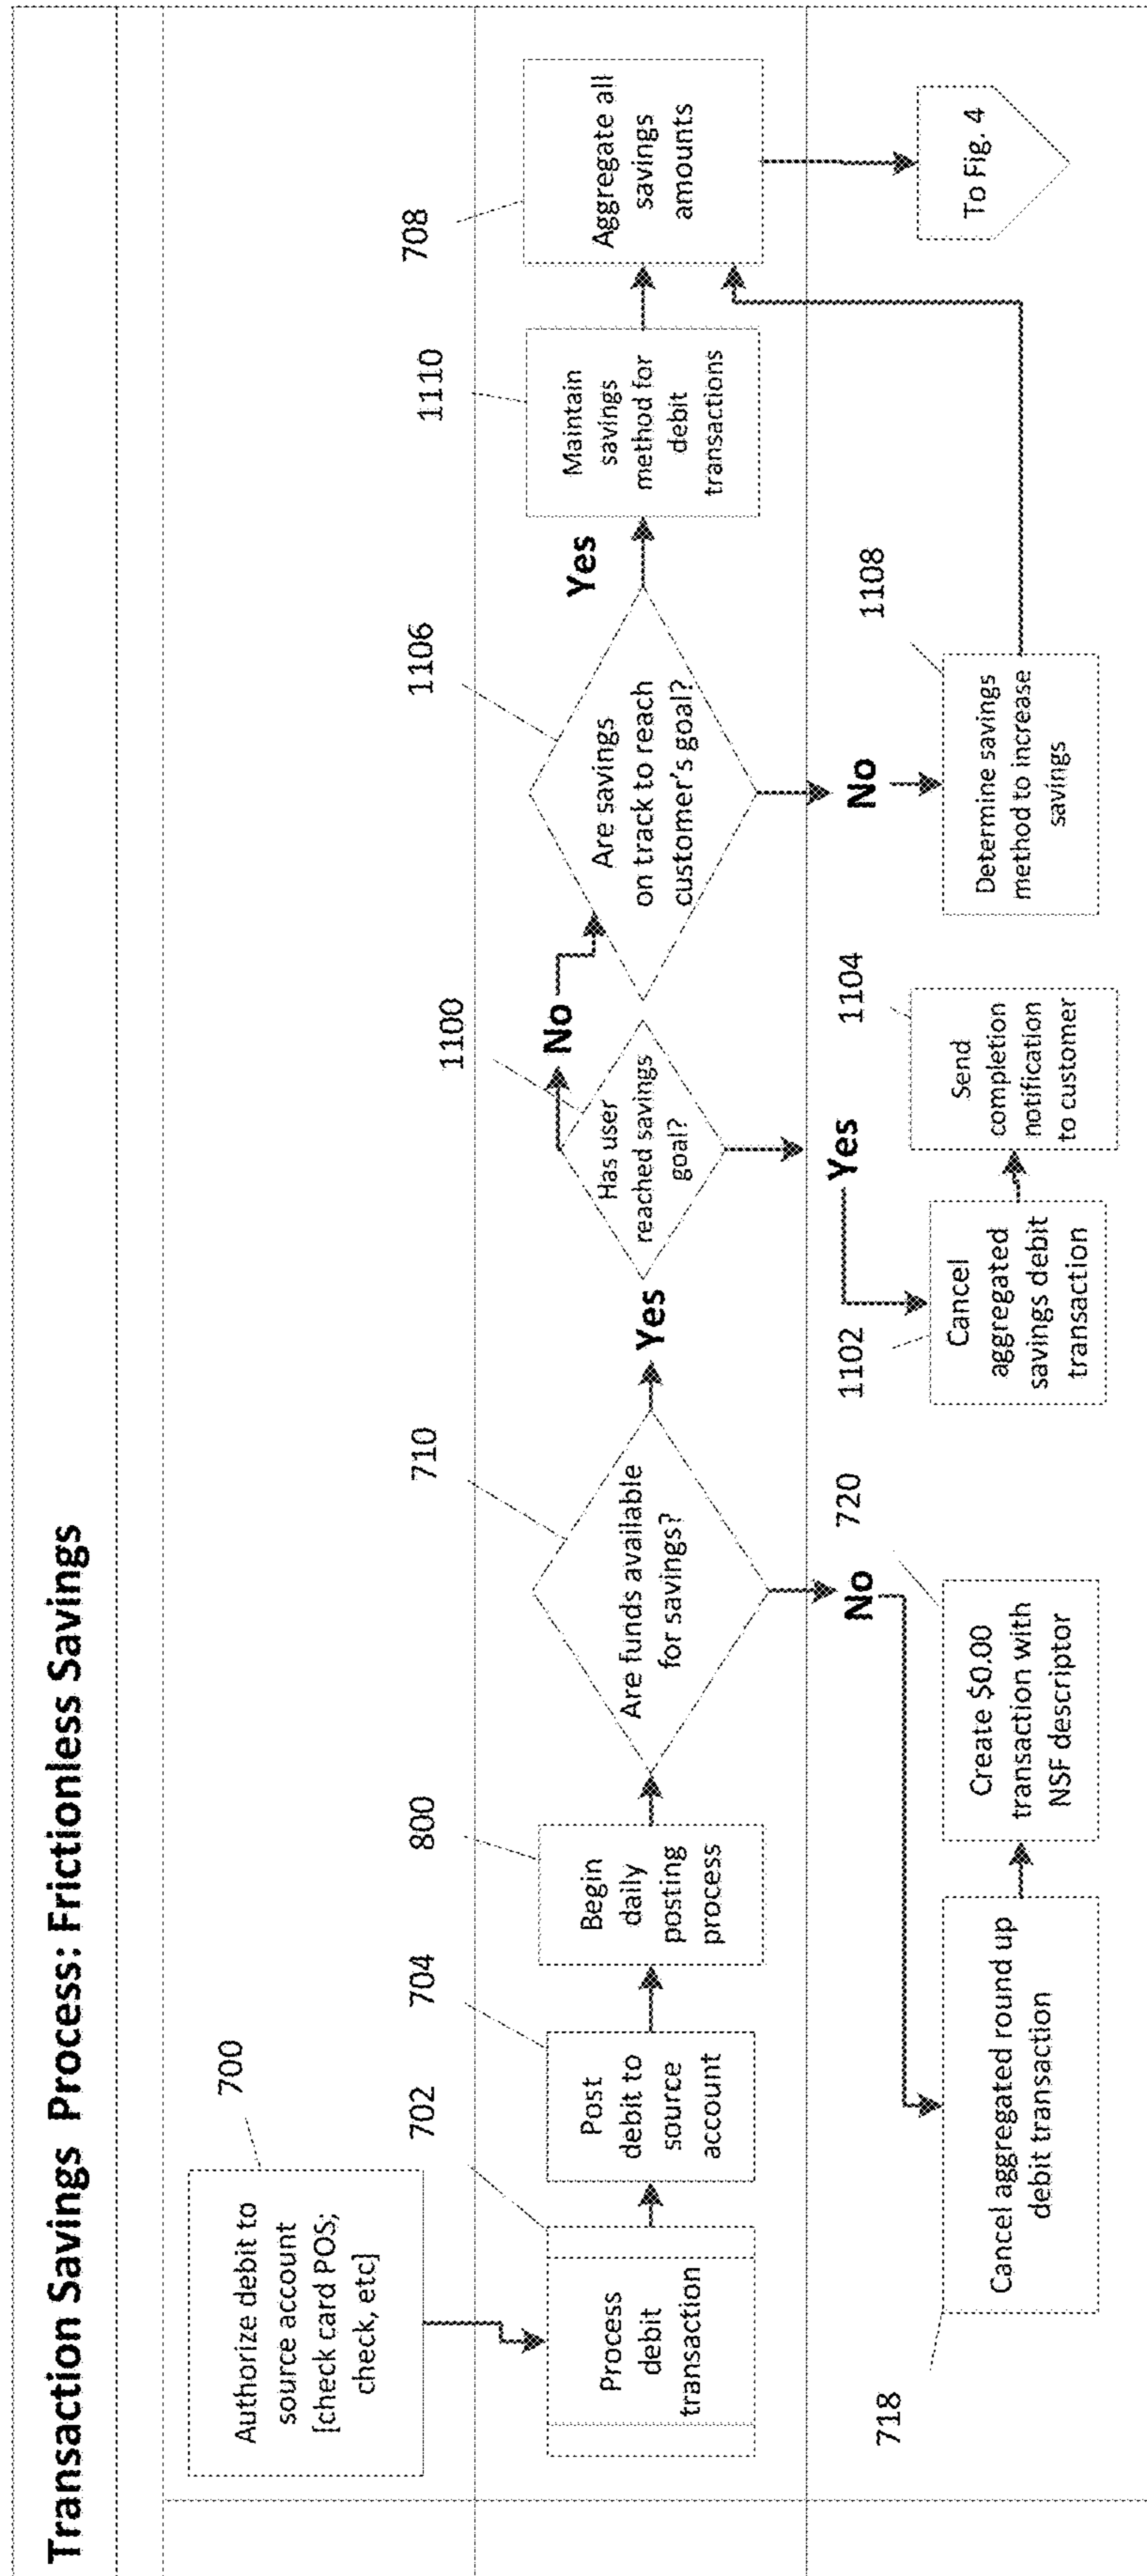 Transaction Savings Process: Frictionless Savings
700
Authorize debit to
source account
[check card POS;
check, etc]
702
Process
debit
transaction
704
Post
debit to
source
account
800
Begin
daily
posting
process
710
Are funds available
for savings?
No
718
Cancel aggregated round up
debit transaction
720
Create $0.00
transaction with
NSF descriptor
Yes
1100
Has user
reached savings
goal?
Yes
1102
Cancel
aggregated
savings debit
transaction
1104
Send
completion
notification
to customer
No
1106
Are savings
on track to reach
customer's goal?
No
1108
Determine savings
method to increase
savings
Yes
1110
Maintain
savings
method for
debit
transactions
708
Aggregate all
savings
amounts
To Fig. 4